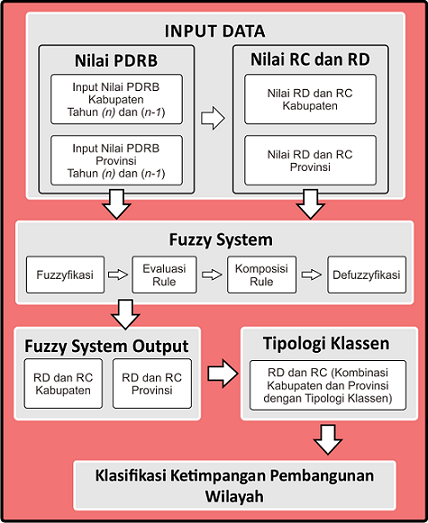 INPUT DATA
Nilai PDRB
Input Nilai PDRB
Kabupaten
Tahun (n) dan (n-1)
Input Nilai PDRB
Provinsi
Tahun (n) dan (n-1)
Nilai RC dan RD
Nilai RD dan RC
Kabupaten
Nilai RD dan RC
Provinsi
Fuzzy System
Fuzzyfikasi
Evaluasi
Rule
Komposisi
Rule
Defuzzyfikasi
Fuzzy System Output
RD dan RC
Kabupaten
RD dan RC
Provinsi
Tipologi Klassen
RD dan RC (Kombinasi
Kabupaten dan Provinsi
dengan Tipologi Klassen)
Klasifikasi Ketimpangan Pembangunan
Wilayah